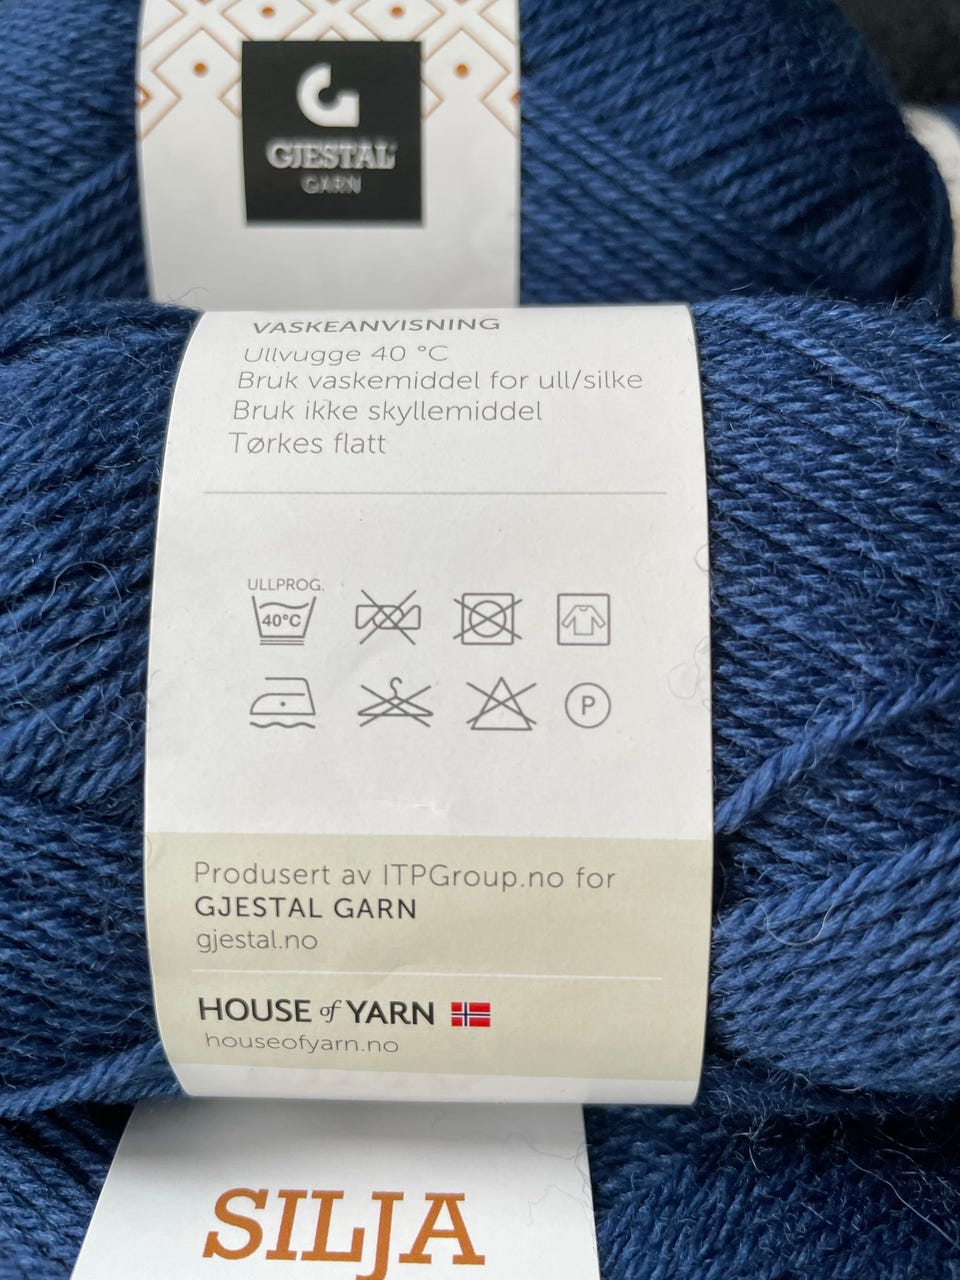 GJESTAL
GARN
VASKEANVISNING
Ullvugge 40 °C
Bruk vaskemiddel for ull/silke
Bruk ikke skyllemiddel
Tørkes flatt
ULLPROG.
40°C
P
Produsert av ITPGroup.no for
GJESTAL GARN
gjestal.no
HOUSE of YARN
houseofyarn.no
SILJA